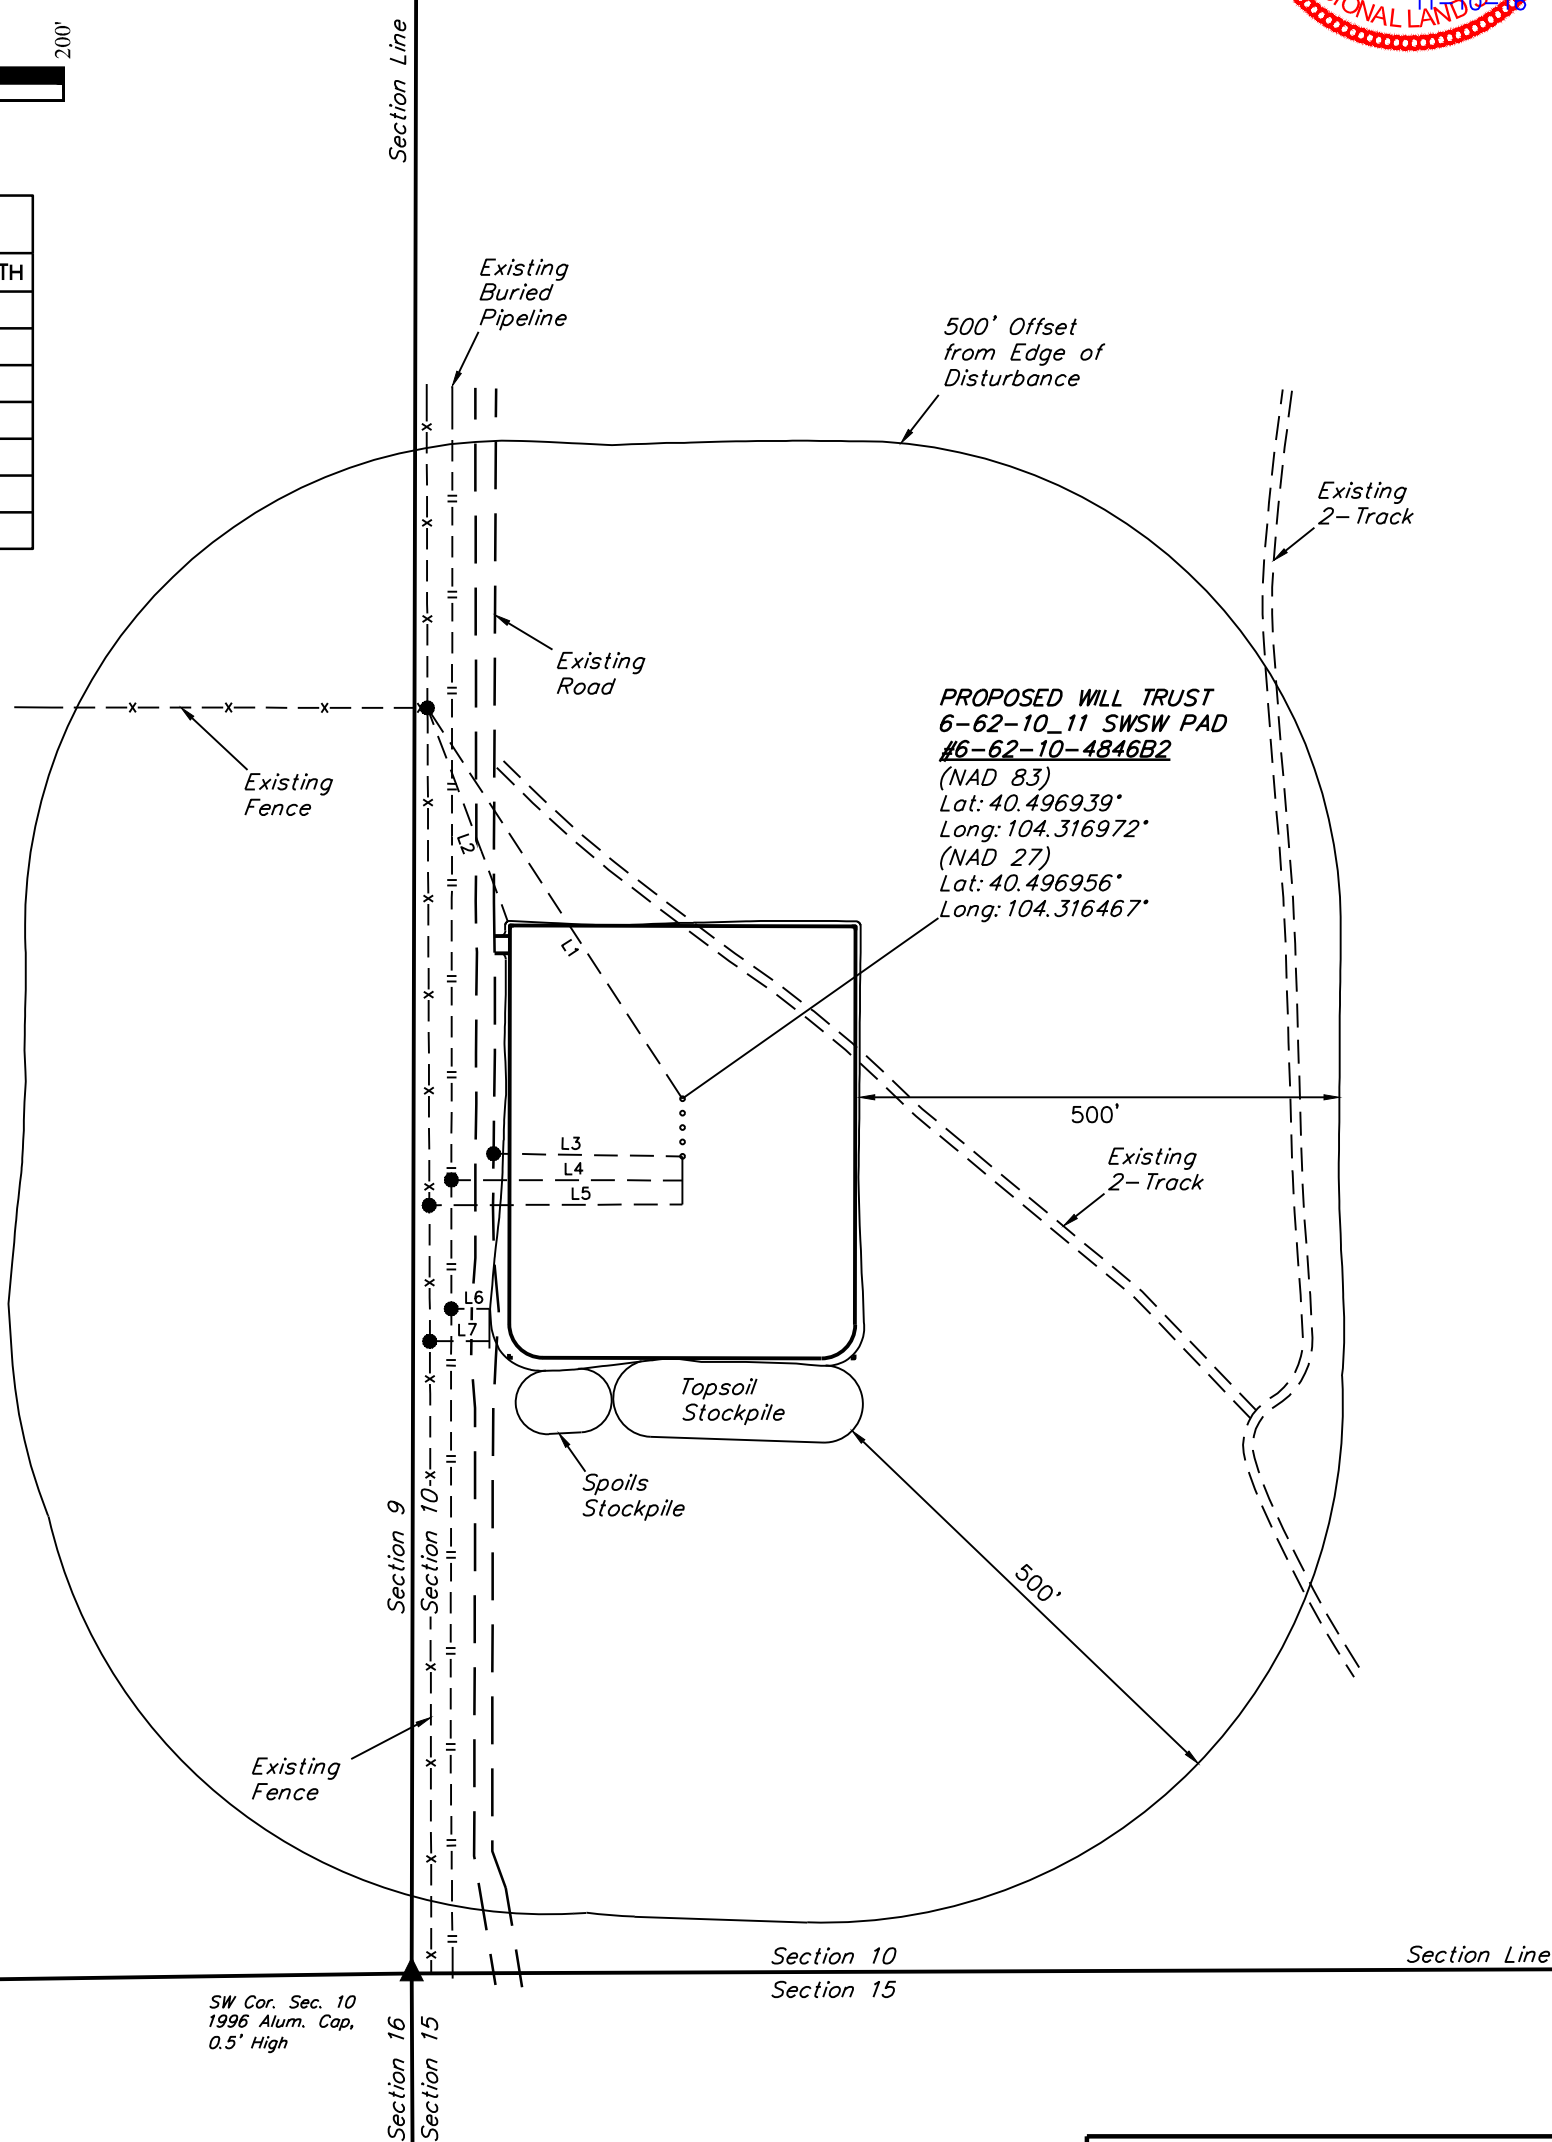 200'
Section Line
TH
Existing
Buried
Pipeline
500' Offset
from Edge of
Disturbance
Existing
2-Track
Existing
Road
Existing
Fence
PROPOSED WILL TRUST
6-62-10_11 SWSW PAD
#6-62-10-4846B2
(NAD 83)
Lat: 40.496939°
Long: 104.316972°
(NAD 27)
Lat: 40.496956°
Long: 104.316467°
L2
L1
500'
L3
L4
L5
Existing
2-Track
L6
L7
Topsoil
Stockpile
Spoils
Stockpile
Section 9
Section 10
500'
Existing
Fence
Section 10
Section Line
Section 15
SW Cor. Sec. 10
1996 Alum. Cap,
0.5' High
Section 16
Section 15